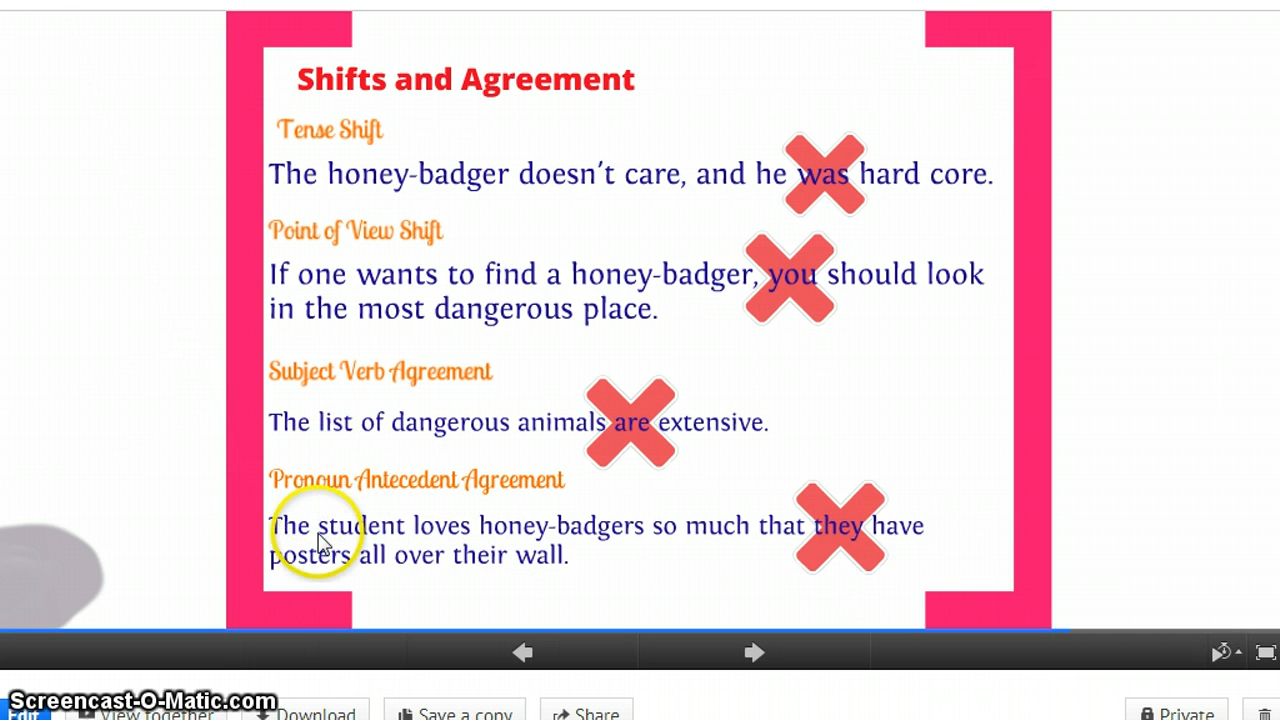 Shifts and Agreement
Tense Shift
The honey-badger doesn't care, and he was hard core.
Point of View Shift
If one wants to find a honey-badger, you should look
in the most dangerous place.
Subject Verb Agreement
The list of dangerous animals are extensive.
Pronoun Antecedent Agreement
The student loves honey-badgers so much that they have
posters all over their wall.
Screencast-O-Matic.com
Edit View together Download Save a copy Share Private